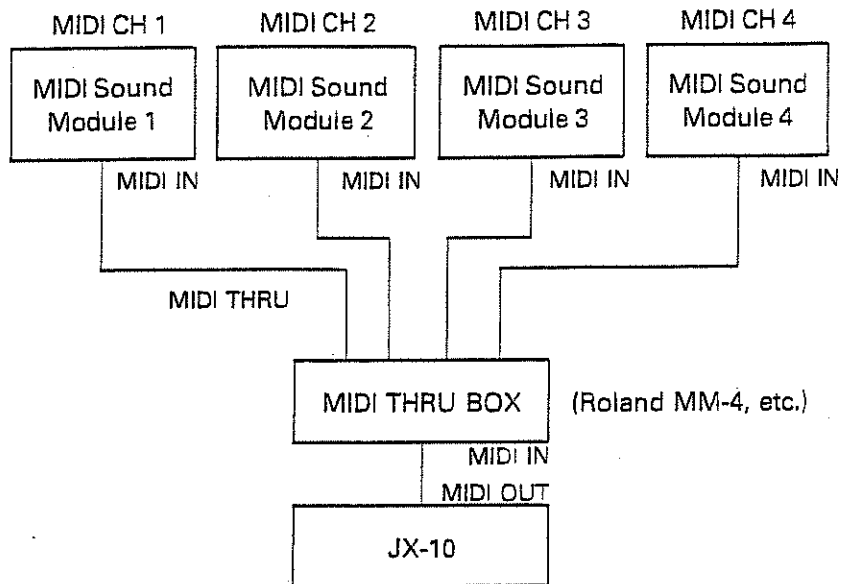 MIDI CH 1 MIDI CH 2 MIDI CH 3 MIDI CH 4
MIDI Sound Module 1
MIDI Sound Module 2
MIDI Sound Module 3
MIDI Sound Module 4
MIDI IN MIDI IN MIDI IN MIDI IN
MIDI THRU
MIDI THRU BOX (Roland MM-4, etc.)
MIDI IN
MIDI OUT
JX-10